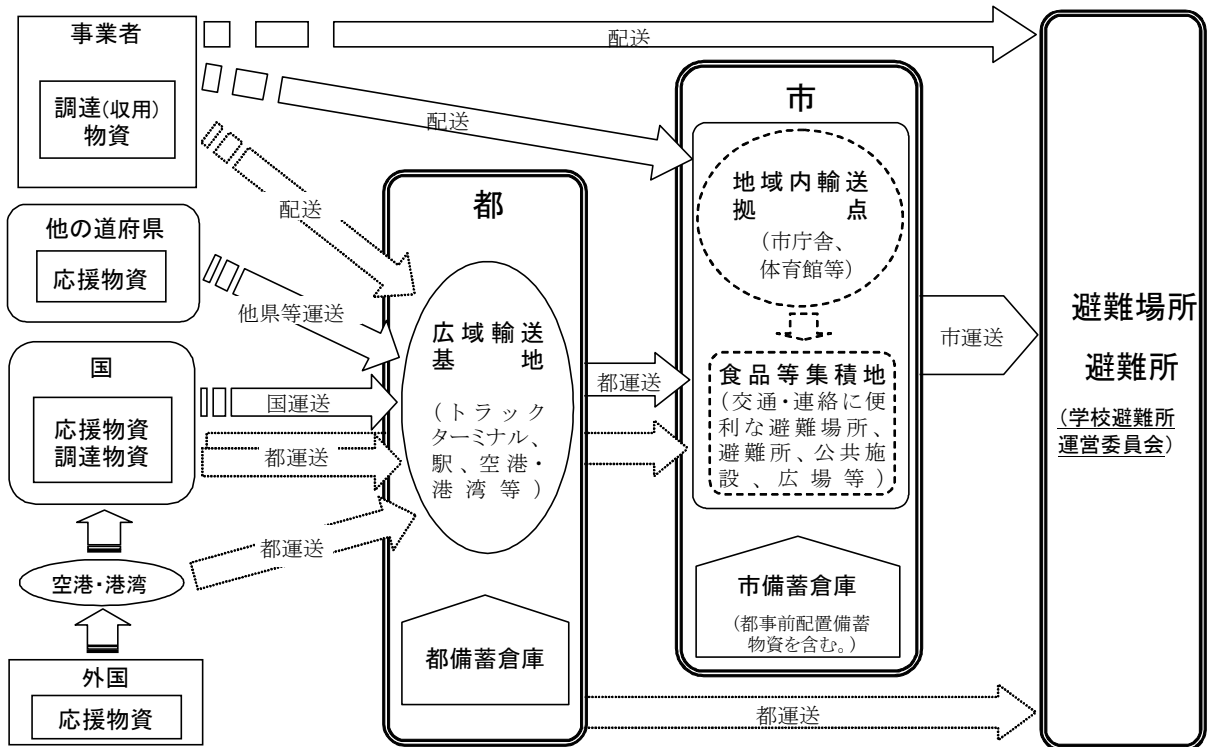 事業者
調達(収用)
物資
他の道府県
応援物資
国
応援物資
調達物資
空港・港湾
外国
応援物資
配送
配送
配送
他県等運送
国運送
都運送
都運送
都
広域輸送
基地
(トラック
ターミナル、
駅、空港・
港湾等)
都備蓄倉庫
都運送
都運送
市
地域内輸送
拠点
(市庁舎、
体育館等)
食品等集積地
(交通・連絡に便
利な避難場所、
避難所、公共施
設、広場等)
市備蓄倉庫
(都事前配置備蓄
物資を含む。)
市運送
避難場所
避難所
(学校避難所
運営委員会)